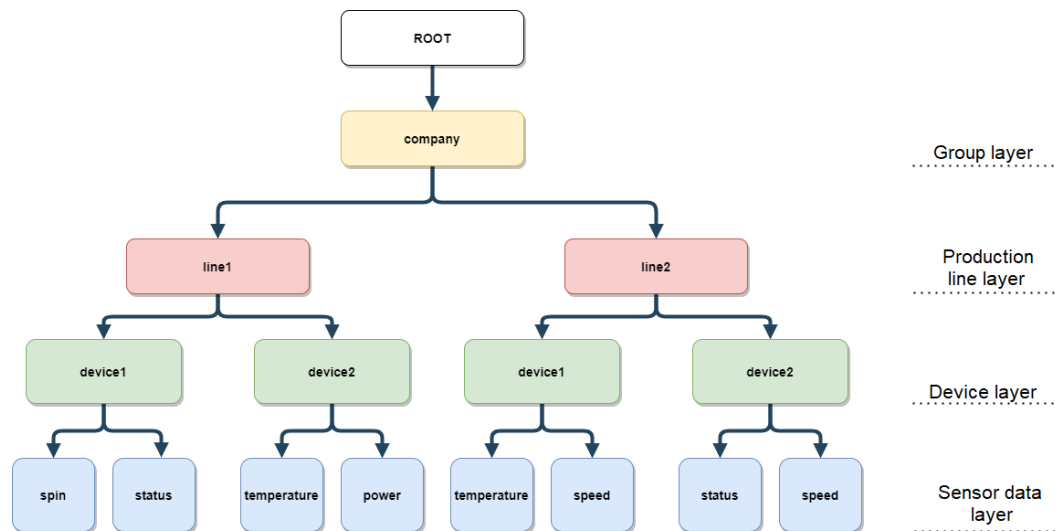 ROOT
company
Group layer
line1
line2
Production
line layer
device1
device2
device1
device2
Device layer
spin
status
temperature
power
temperature
speed
status
speed
Sensor data
layer